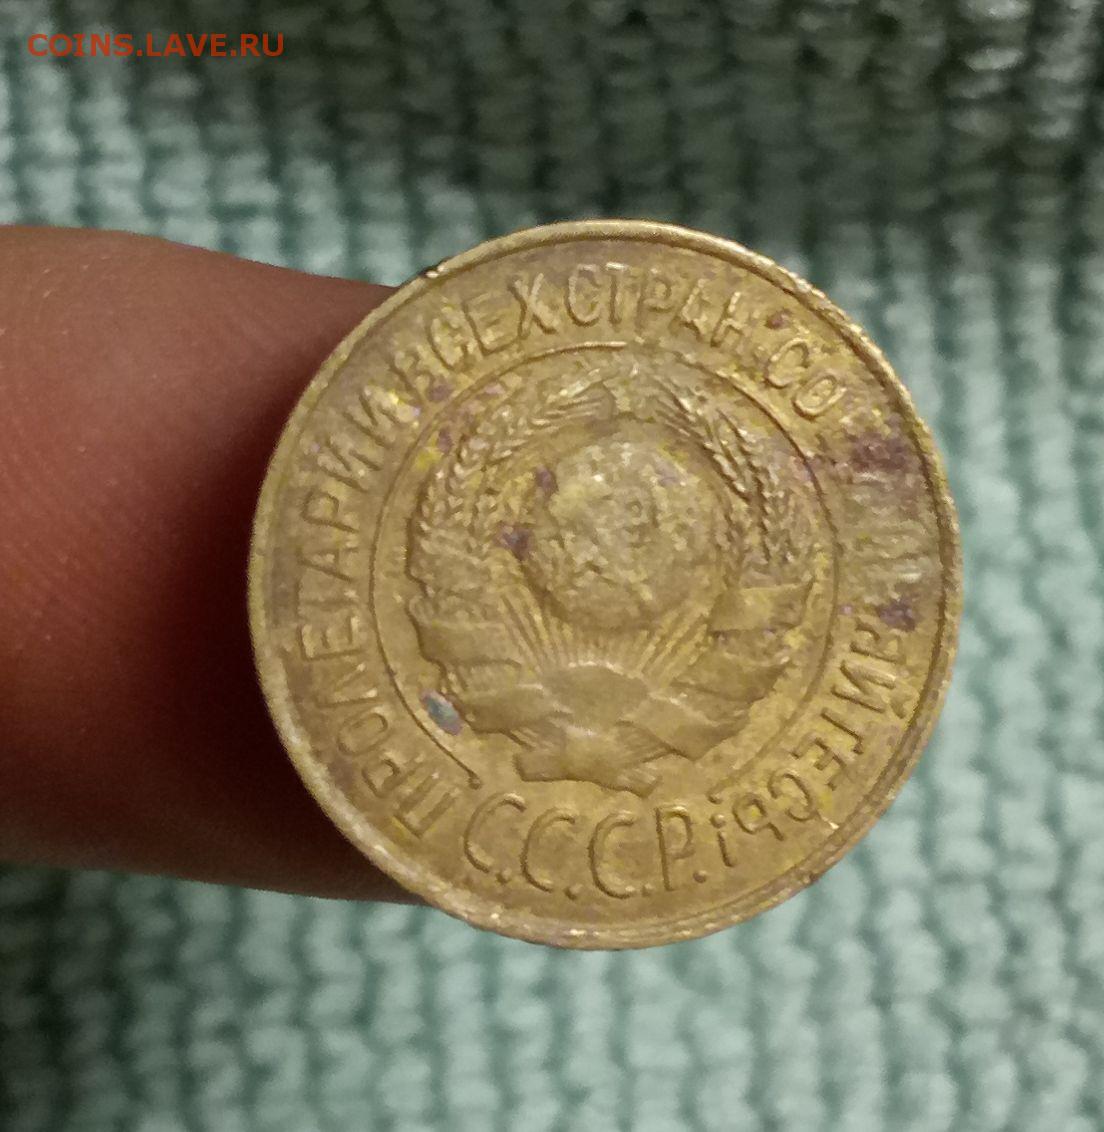 COINS.LAVE.RU
ПРОЛЕТАРИИ ВСЕХ СТРАН. СОЕДИНЯЙТЕСЬ!
С.С.С.Р.